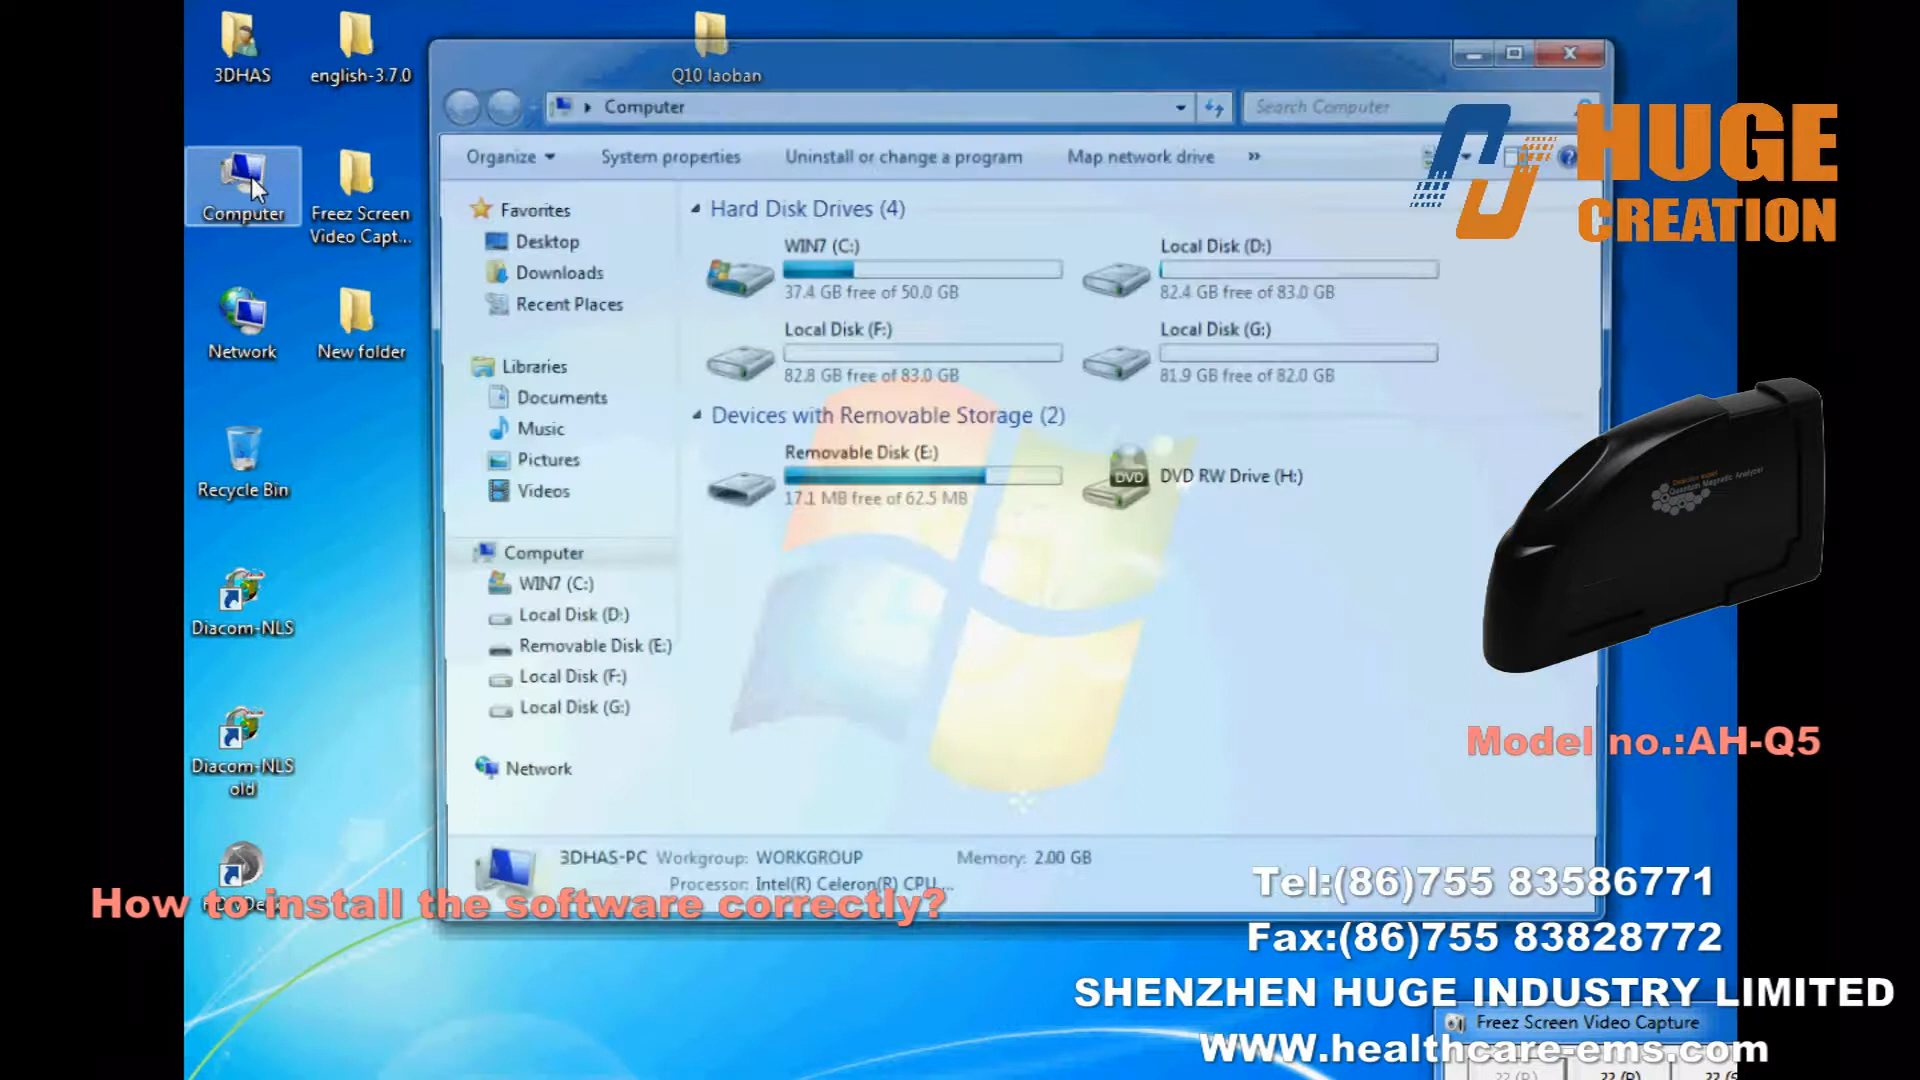 3DHAS
english-3.7.0
Q10 laoban
Computer
Freez Screen
Video Capt...
Network
New folder
Recycle Bin
Diacom-NLS
Diacom-NLS
old
Computer
Search Computer
Organize
System properties
Uninstall or change a program
Map network drive
»
Favorites
Desktop
Downloads
Recent Places
Libraries
Documents
Music
Pictures
Videos
Computer
WIN7 (C:)
Local Disk (D:)
Removable Disk (E:)
Local Disk (F:)
Local Disk (G:)
Network
Hard Disk Drives (4)
WIN7 (C:)
37.4 GB free of 50.0 GB
Local Disk (D:)
82.4 GB free of 83.0 GB
Local Disk (F:)
82.8 GB free of 83.0 GB
Local Disk (G:)
81.9 GB free of 82.0 GB
Devices with Removable Storage (2)
Removable Disk (E:)
17.1 MB free of 62.5 MB
DVD
DVD RW Drive (H:)
3DHAS-PC Workgroup: WORKGROUP Memory: 2.00 GB
Processor: Intel(R) Celeron(R) CPU ...
HUGE
CREATION
Quantum Magnetic Analyzer
Model no.:AH-Q5
How to install the software correctly?
Tel:(86)755 83586771
Fax:(86)755 83828772
SHENZHEN HUGE INDUSTRY LIMITED
Freez Screen Video Capture
WWW.healthcare-ems.com